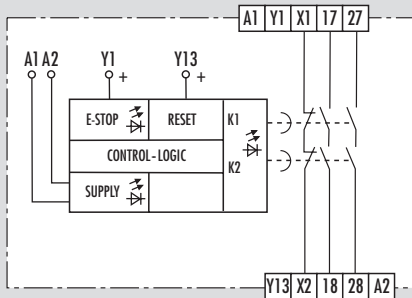 A1 Y1 X1 17 27
A1 A2 Y1 + Y13 +
E-STOP RESET K1
CONTROL-LOGIC
K2
SUPPLY
Y13 X2 18 28 A2